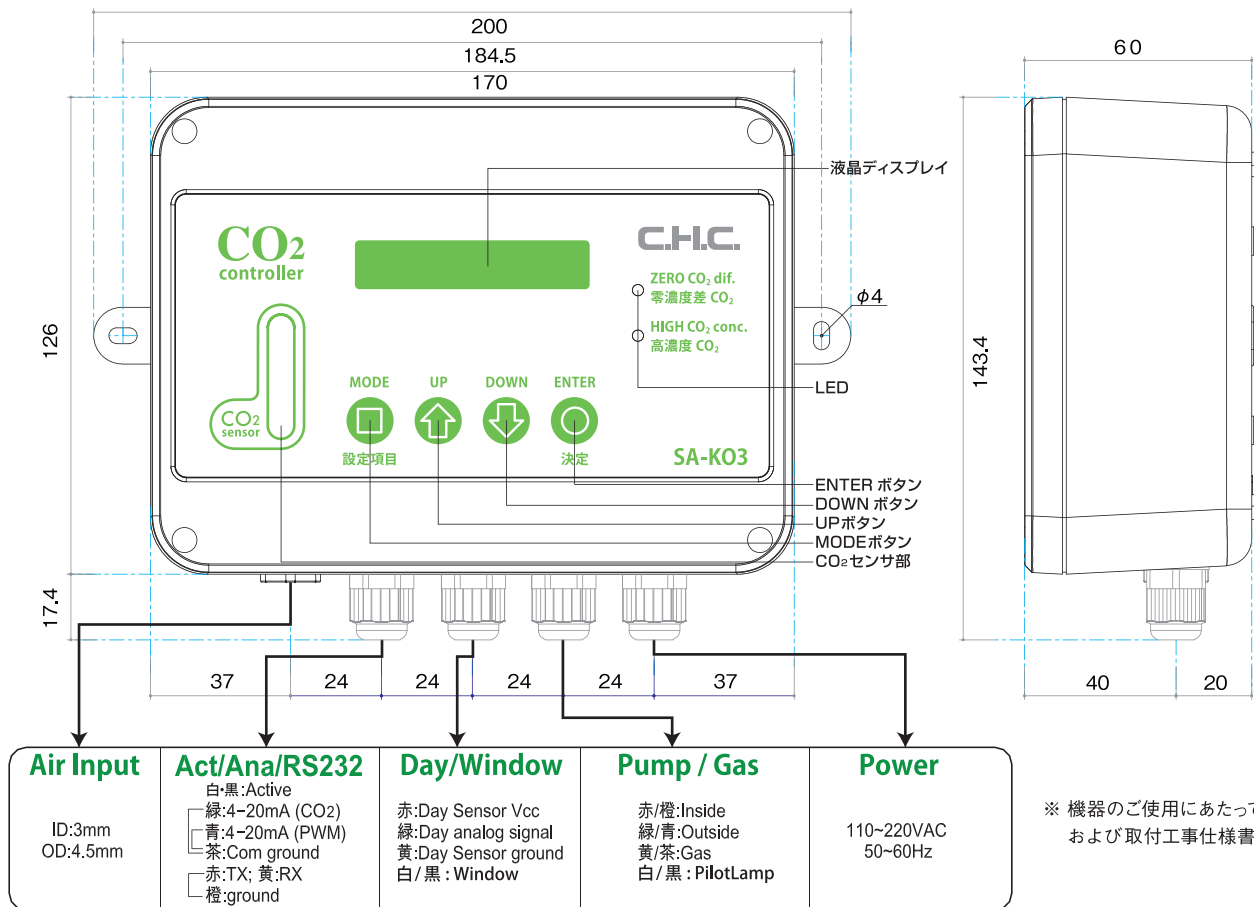 200
184.5
170
60
液晶ディスプレイ
CO2
controller
C.H.C.
ZERO CO2 dif.
零濃度差 CO2
HIGH CO2 conc.
高濃度 CO2
φ4
126
143.4
LED
MODE
UP
DOWN
ENTER
CO2
sensor
設定項目
決定
SA-KO3
ENTER ボタン
DOWN ボタン
UPボタン
MODEボタン
CO2センサ部
17.4
37
24
24
24
24
37
40
20
Air Input
ID:3mm
OD:4.5mm
Act/Ana/RS232
白・黒:Active
緑:4-20mA (CO2)
青:4-20mA (PWM)
茶:Com ground
赤:TX; 黄:RX
橙:ground
Day/Window
赤:Day Sensor Vcc
緑:Day analog signal
黄:Day Sensor ground
白/黒 : Window
Pump / Gas
赤/橙:Inside
緑/青:Outside
黄/茶:Gas
白/黒 : PilotLamp
Power
110~220VAC
50~60Hz
※ 機器のご使用にあたって
および取付工事仕様書